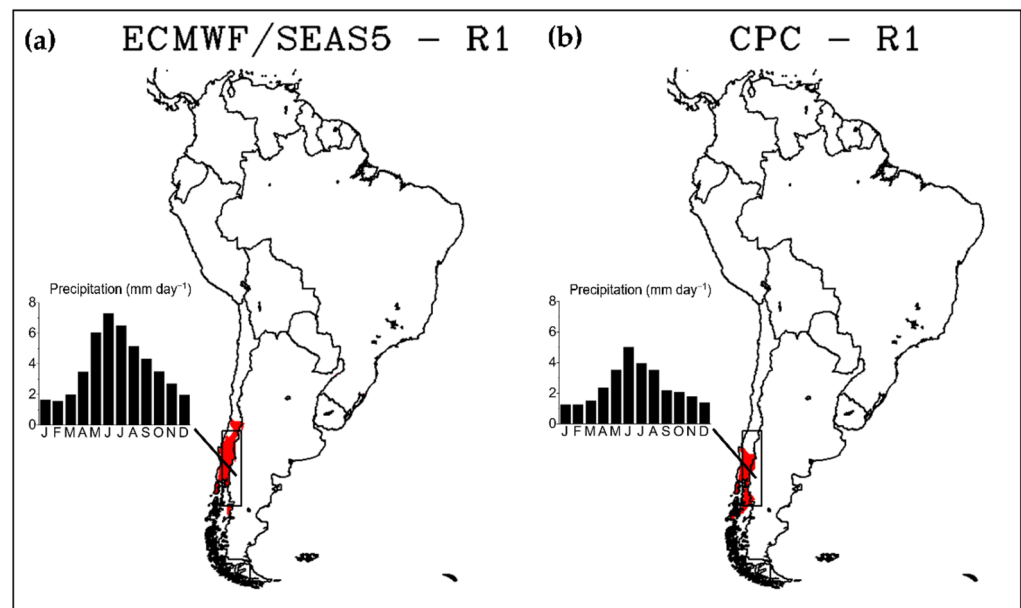 (a) ECMWF/SEAS5 – R1
(b) CPC – R1
Precipitation (mm day⁻¹)
8
6
4
2
0
J F M A M J J A S O N D
Precipitation (mm day⁻¹)
8
6
4
2
0
J F M A M J J A S O N D